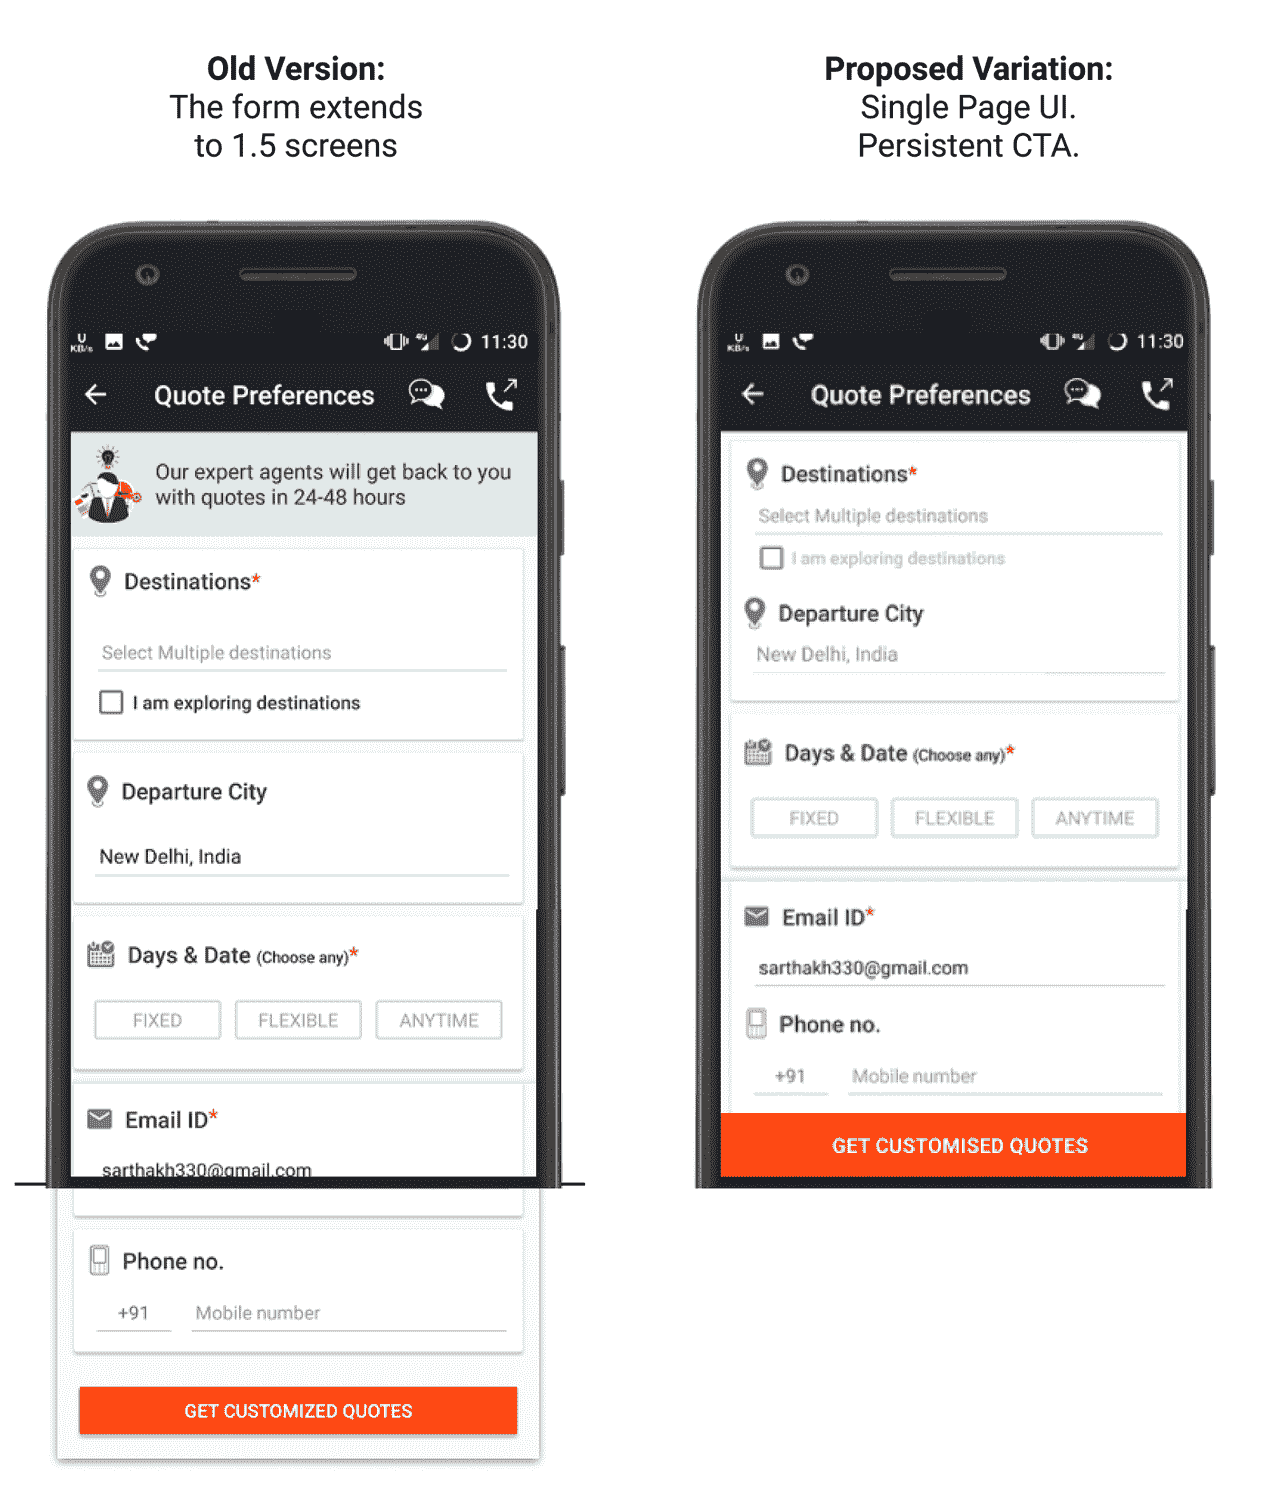 Old Version:
The form extends
to 1.5 screens
U
KB/s
4G
11:30
Quote Preferences
Our expert agents will get back to you
with quotes in 24-48 hours
Destinations*
Select Multiple destinations
I am exploring destinations
Departure City
New Delhi, India
Days & Date (Choose any)*
FIXED FLEXIBLE ANYTIME
Email ID*
sarthakh330@gmail.com
Phone no.
+91 Mobile number
GET CUSTOMIZED QUOTES
Proposed Variation:
Single Page UI.
Persistent CTA.
U
KB/s
4G
11:30
Quote Preferences
Destinations*
Select Multiple destinations
I am exploring destinations
Departure City
New Delhi, India
Days & Date (Choose any)*
FIXED FLEXIBLE ANYTIME
Email ID*
sarthakh330@gmail.com
Phone no.
+91 Mobile number
GET CUSTOMISED QUOTES